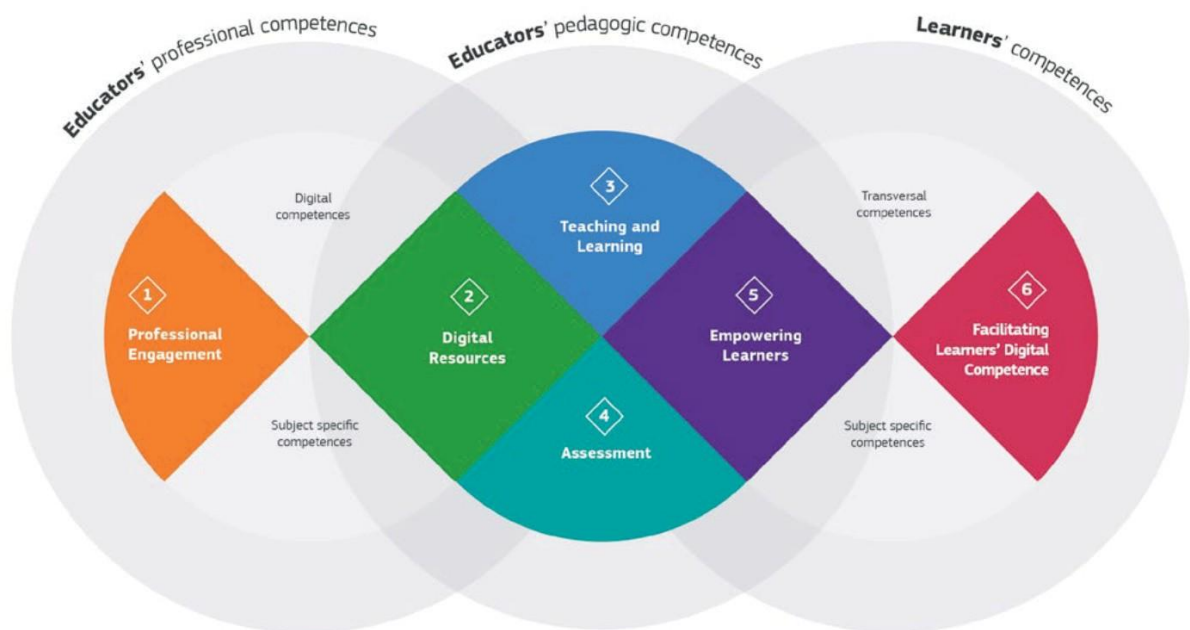 Educators' professional competences
Educators' pedagogic competences
Learners' competences
Digital
competences
Subject specific
competences
1
Professional
Engagement
2
Digital
Resources
3
Teaching and
Learning
4
Assessment
5
Empowering
Learners
Transversal
competences
Subject specific
competences
6
Facilitating
Learners' Digital
Competence